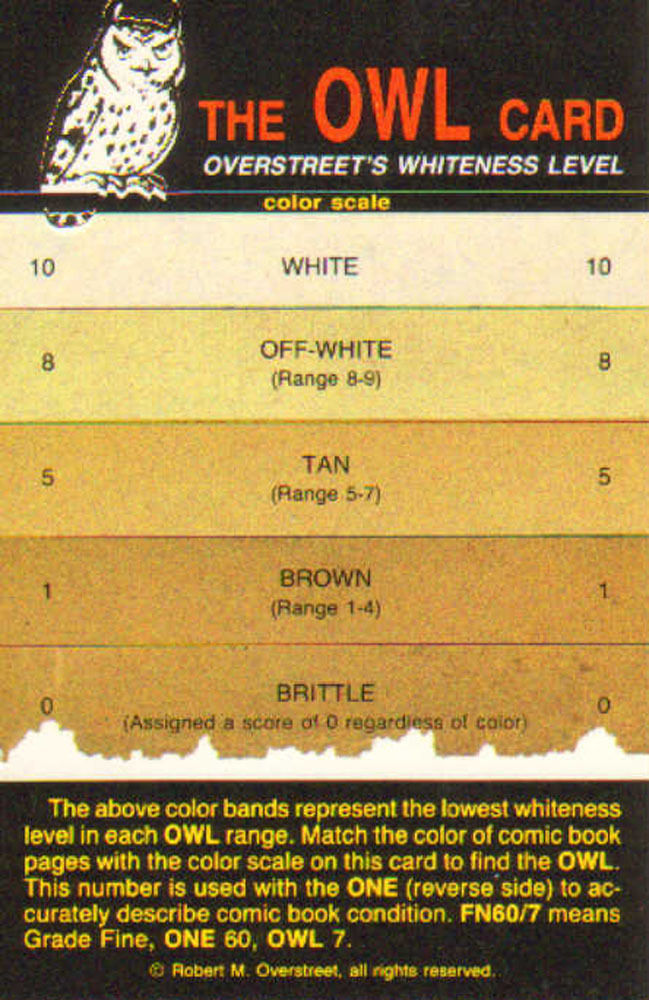 THE OWL CARD
OVERSTREET'S WHITENESS LEVEL
color scale
10 WHITE 10
8 OFF-WHITE 8
(Range 8-9)
5 TAN 5
(Range 5-7)
1 BROWN 1
(Range 1-4)
0 BRITTLE 0
(Assigned a score of 0 regardless of color)
The above color bands represent the lowest whiteness
level in each OWL range. Match the color of comic book
pages with the color scale on this card to find the OWL.
This number is used with the ONE (reverse side) to ac-
curately describe comic book condition. FN60/7 means
Grade Fine, ONE 60, OWL 7.
© Robert M. Overstreet, all rights reserved.